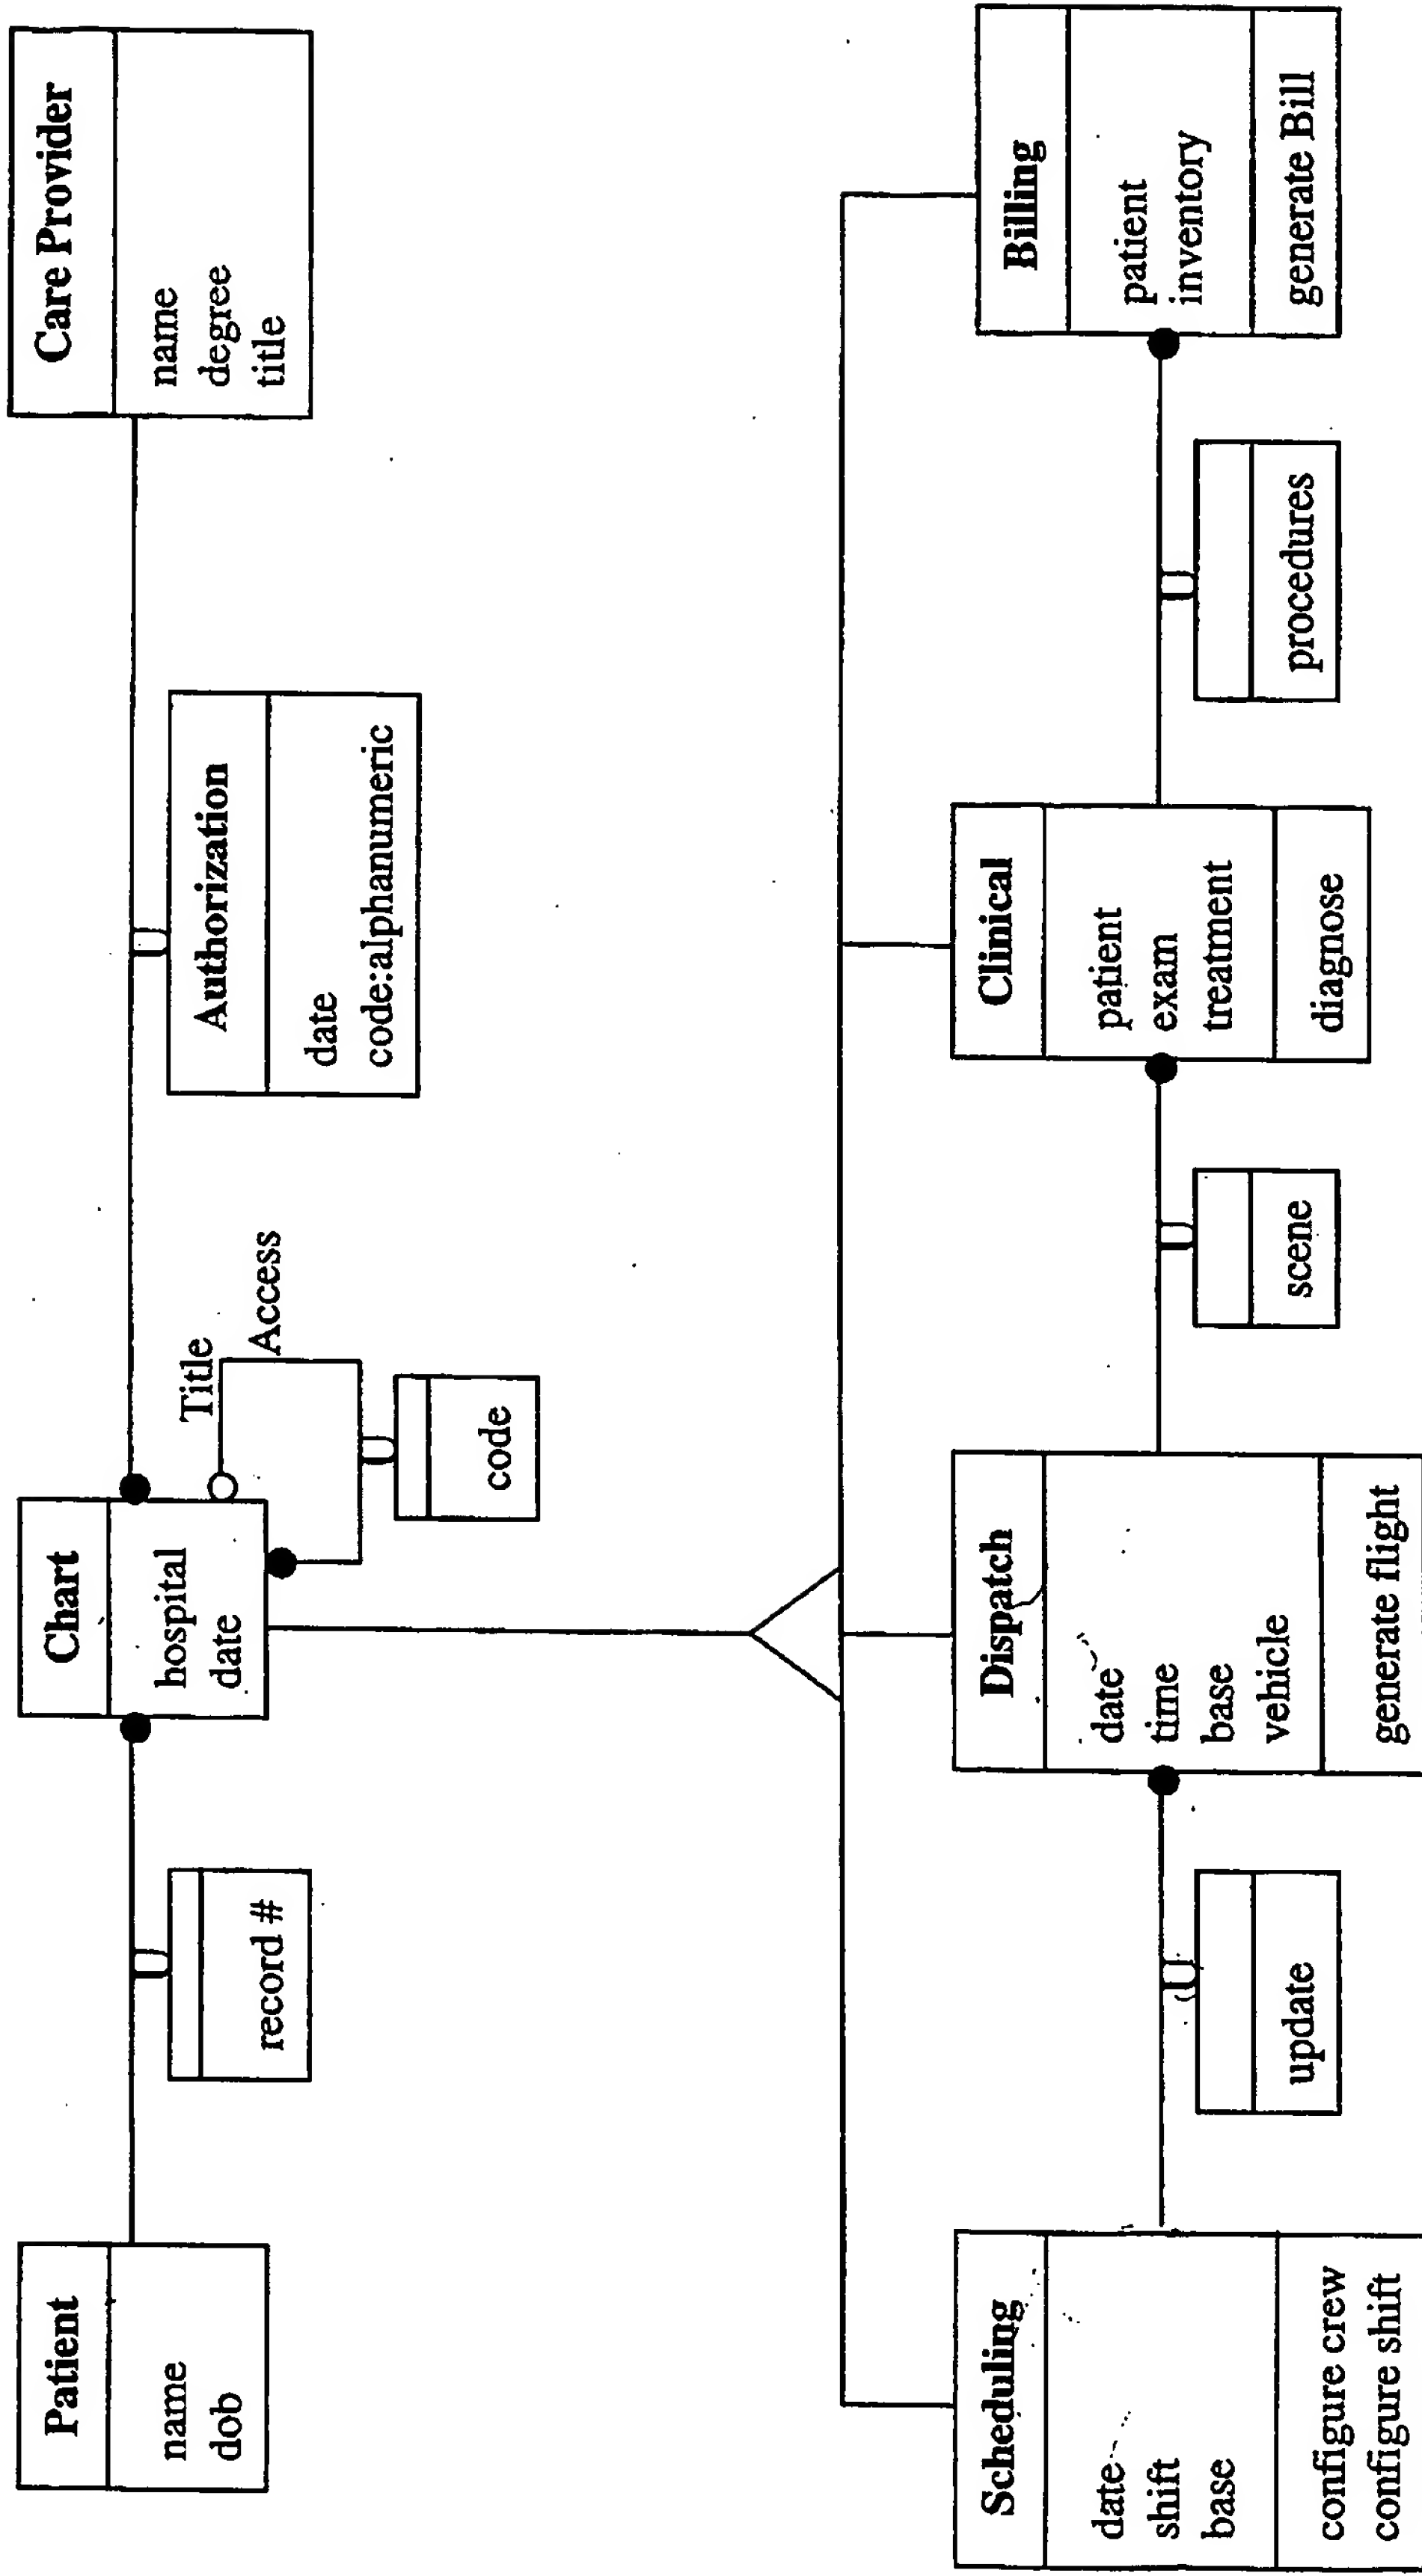 Patient
name
dob
record #
Chart
hospital
date
Title
Access
code
Authorization
date
code:alphanumeric
Care Provider
name
degree
title
Scheduling
date
shift
base
configure crew
configure shift
update
Dispatch
date
time
base
vehicle
generate flight
scene
Clinical
patient
exam
treatment
diagnose
procedures
Billing
patient
inventory
generate Bill